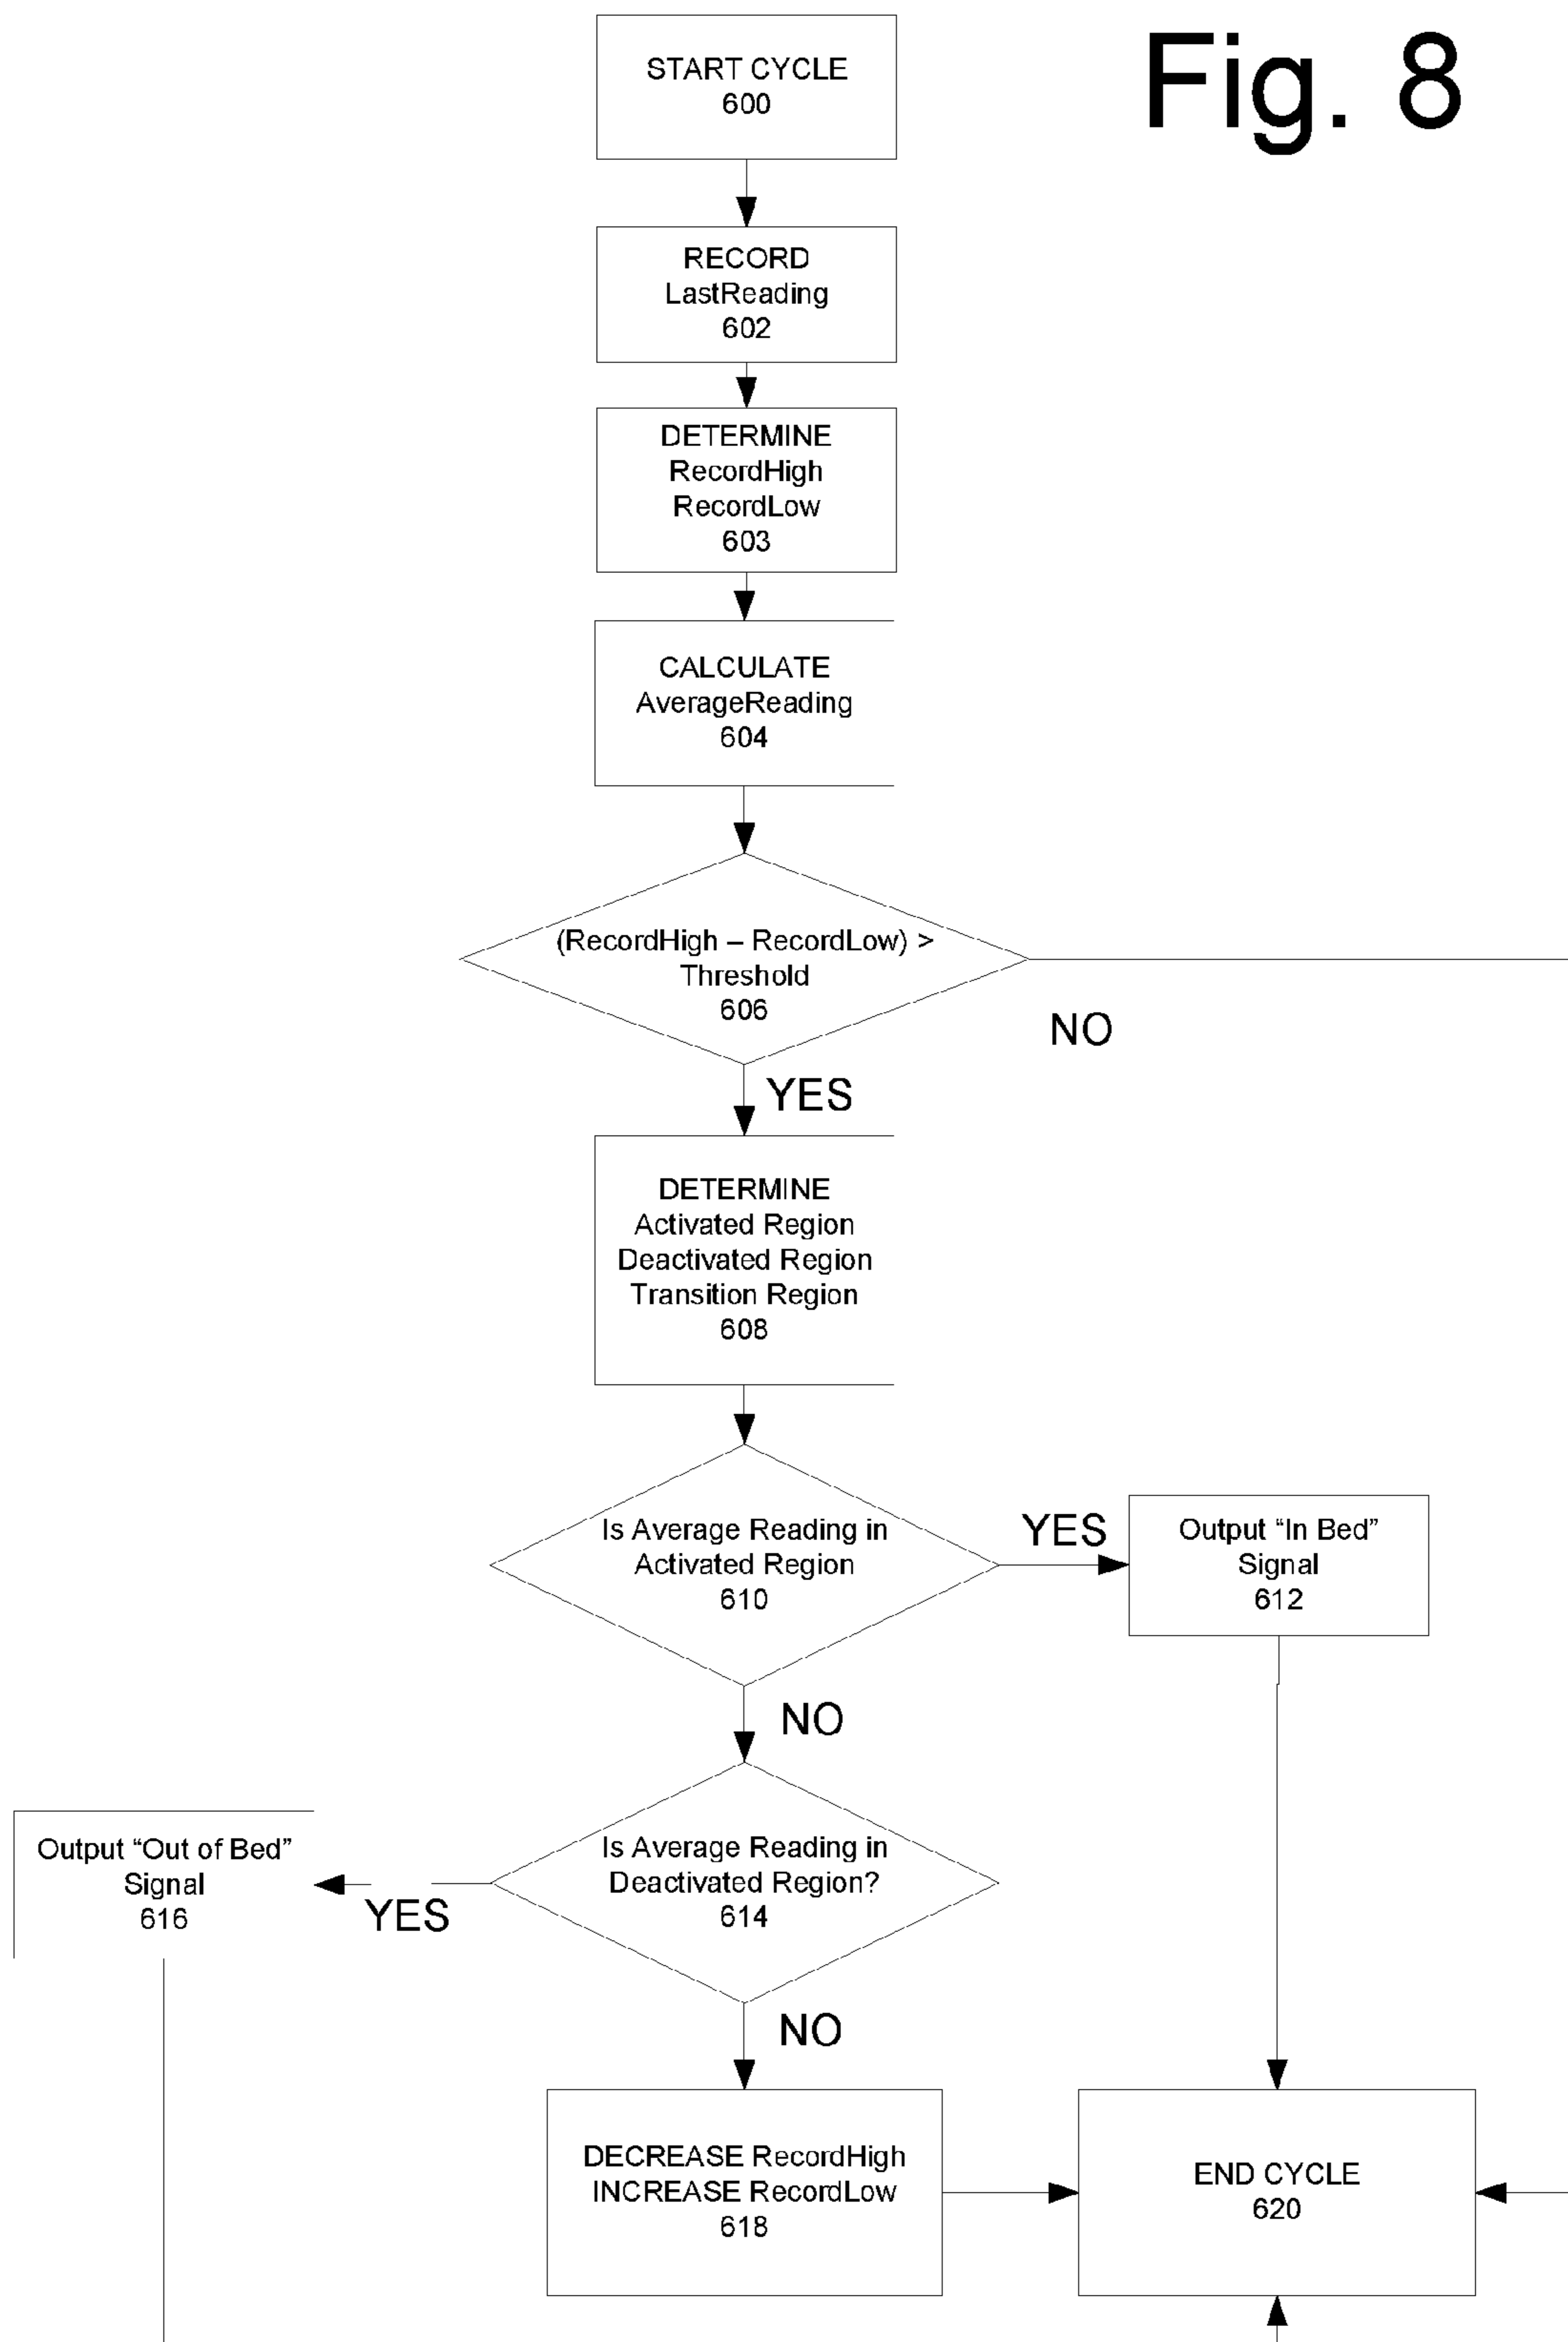 Fig. 8
START CYCLE
600
RECORD
LastReading
602
DETERMINE
RecordHigh
RecordLow
603
CALCULATE
AverageReading
604
(RecordHigh – RecordLow) >
Threshold
606
NO
YES
DETERMINE
Activated Region
Deactivated Region
Transition Region
608
Is Average Reading in
Activated Region
610
YES
Output “In Bed”
Signal
612
NO
Is Average Reading in
Deactivated Region?
614
YES
Output “Out of Bed”
Signal
616
NO
DECREASE RecordHigh
INCREASE RecordLow
618
END CYCLE
620